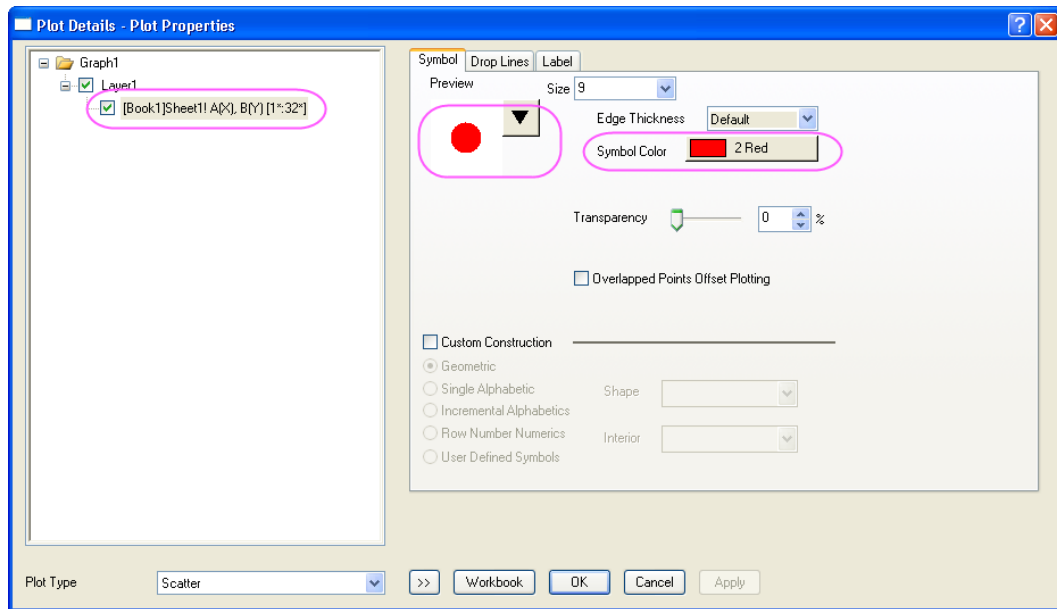 Plot Details - Plot Properties
Graph1
Layer1
[Book1]Sheet1! A(X), B(Y) [1*:32*]
Symbol Drop Lines Label
Preview
Size 9
Edge Thickness Default
Symbol Color 2 Red
Transparency 0 %
Overlapped Points Offset Plotting
Custom Construction
Geometric
Single Alphabetic
Shape
Incremental Alphabetics
Row Number Numerics
Interior
User Defined Symbols
Plot Type Scatter >> Workbook OK Cancel Apply